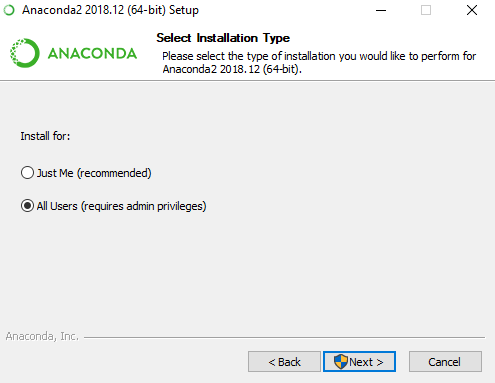 Anaconda2 2018.12 (64-bit) Setup
ANACONDA
Select Installation Type
Please select the type of installation you would like to perform for
Anaconda2 2018.12 (64-bit).
Install for:
Just Me (recommended)
All Users (requires admin privileges)
Anaconda, Inc.
< Back
Next >
Cancel